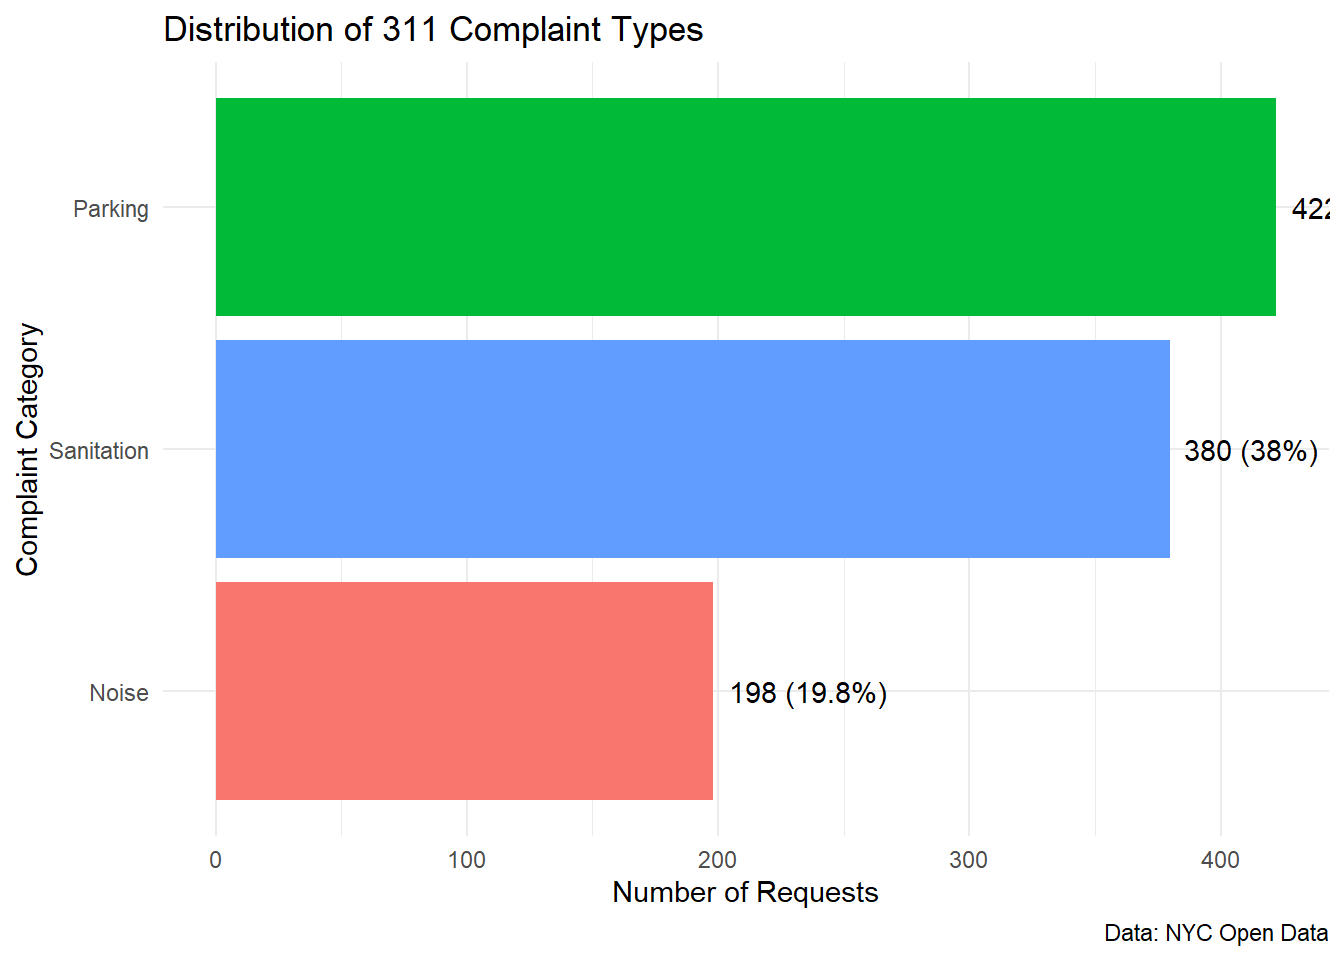 Distribution of 311 Complaint Types
Complaint Category
Parking
422
Sanitation
380 (38%)
Noise
198 (19.8%)
0 100 200 300 400
Number of Requests
Data: NYC Open Data